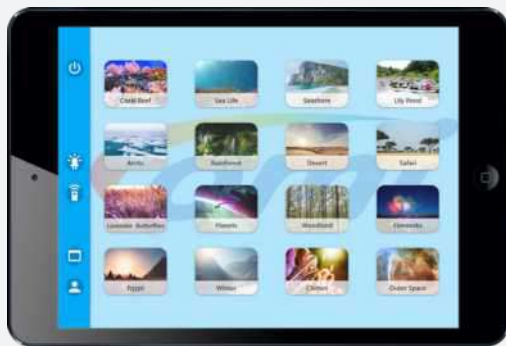 Coral Reef
Sea Life
Seashore
Lily Pond
Arctic
Rainforest
Desert
Safari
Lavender Butterflies
Planets
Woodland
Fireworks
Egypt
Winter
Chimes
Outer Space